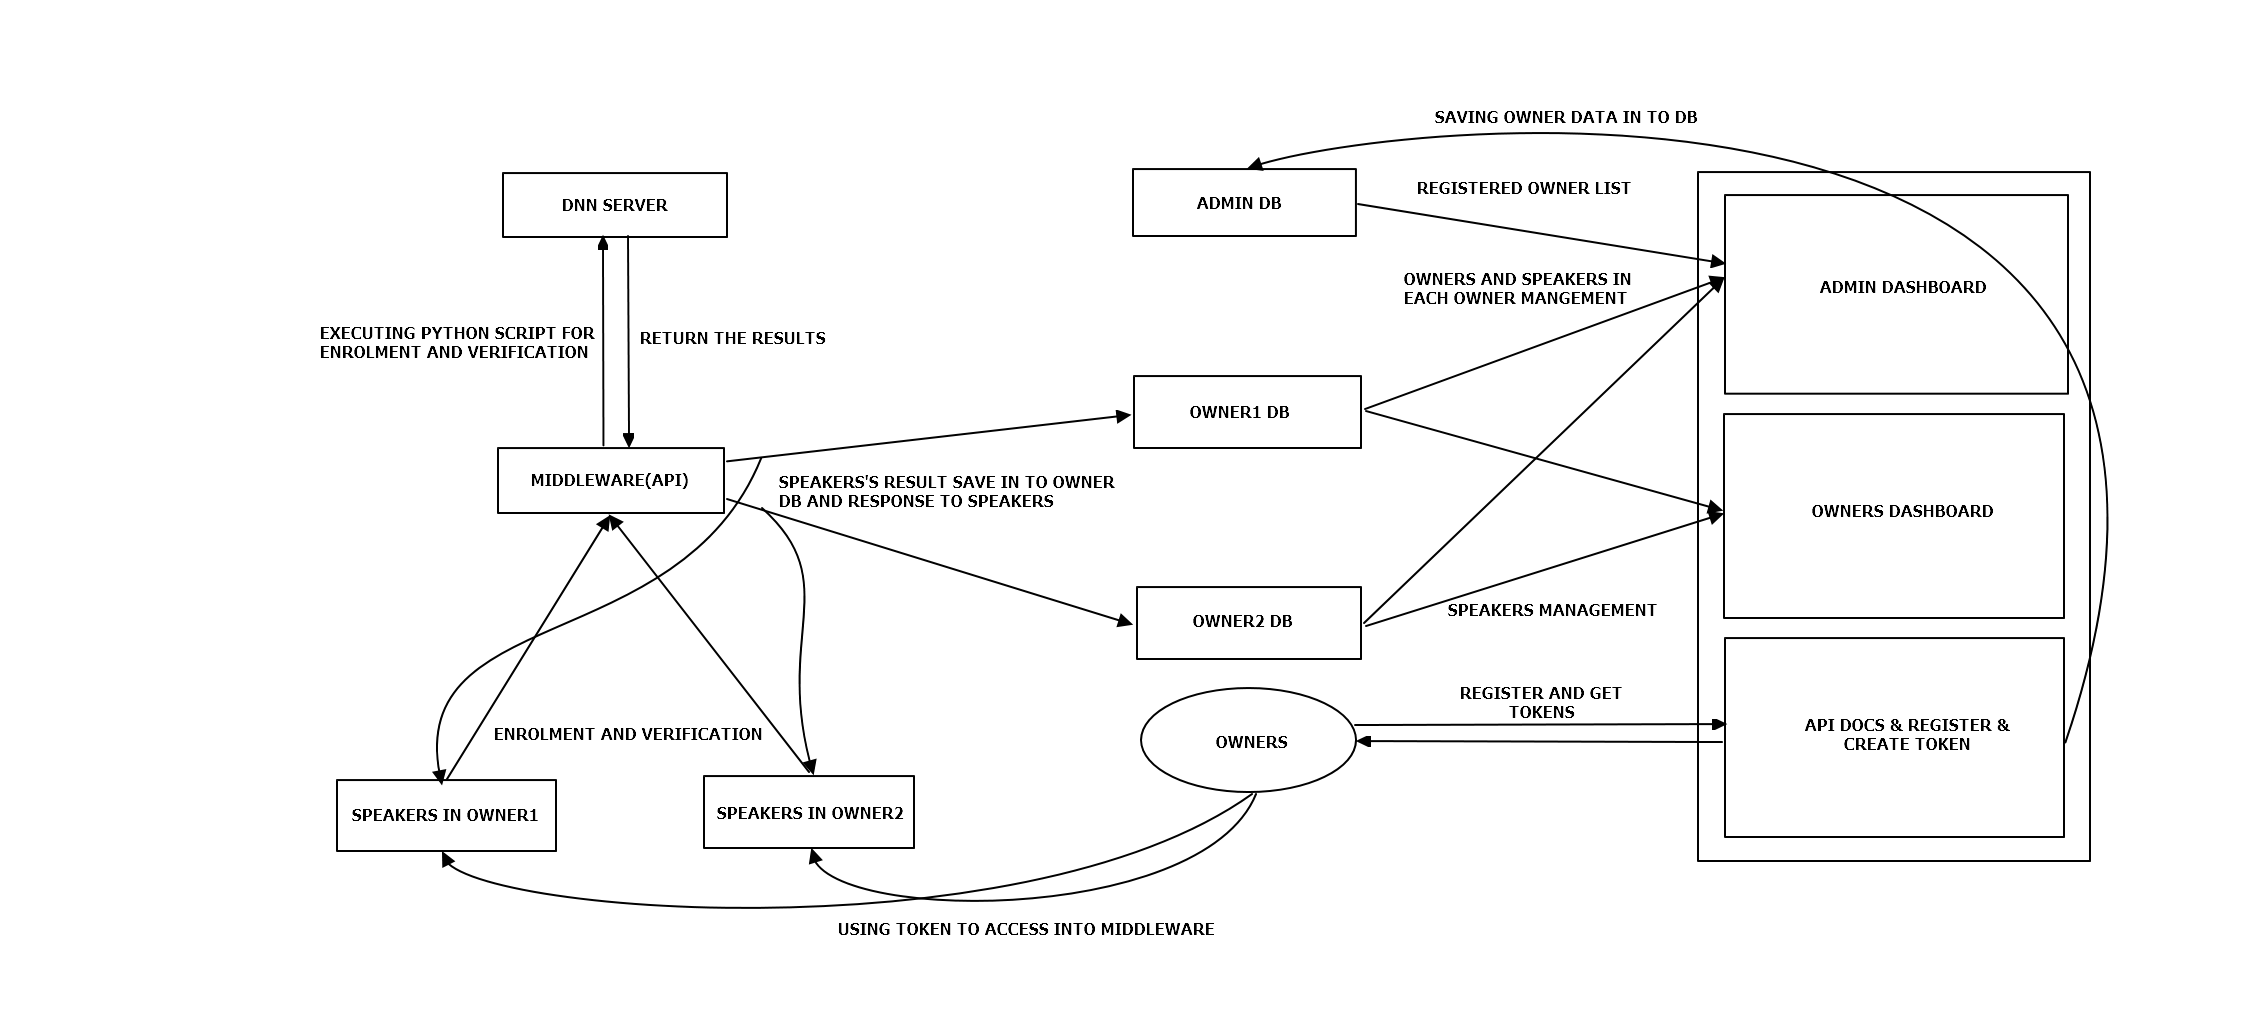 SAVING OWNER DATA IN TO DB
REGISTERED OWNER LIST
DNN SERVER
ADMIN DB
OWNERS AND SPEAKERS IN
EACH OWNER MANGEMENT
ADMIN DASHBOARD
EXECUTING PYTHON SCRIPT FOR
ENROLMENT AND VERIFICATION
RETURN THE RESULTS
OWNER1 DB
MIDDLEWARE(API)
SPEAKERS'S RESULT SAVE IN TO OWNER
DB AND RESPONSE TO SPEAKERS
OWNERS DASHBOARD
OWNER2 DB
SPEAKERS MANAGEMENT
REGISTER AND GET
TOKENS
ENROLMENT AND VERIFICATION
OWNERS
API DOCS & REGISTER &
CREATE TOKEN
SPEAKERS IN OWNER1
SPEAKERS IN OWNER2
USING TOKEN TO ACCESS INTO MIDDLEWARE